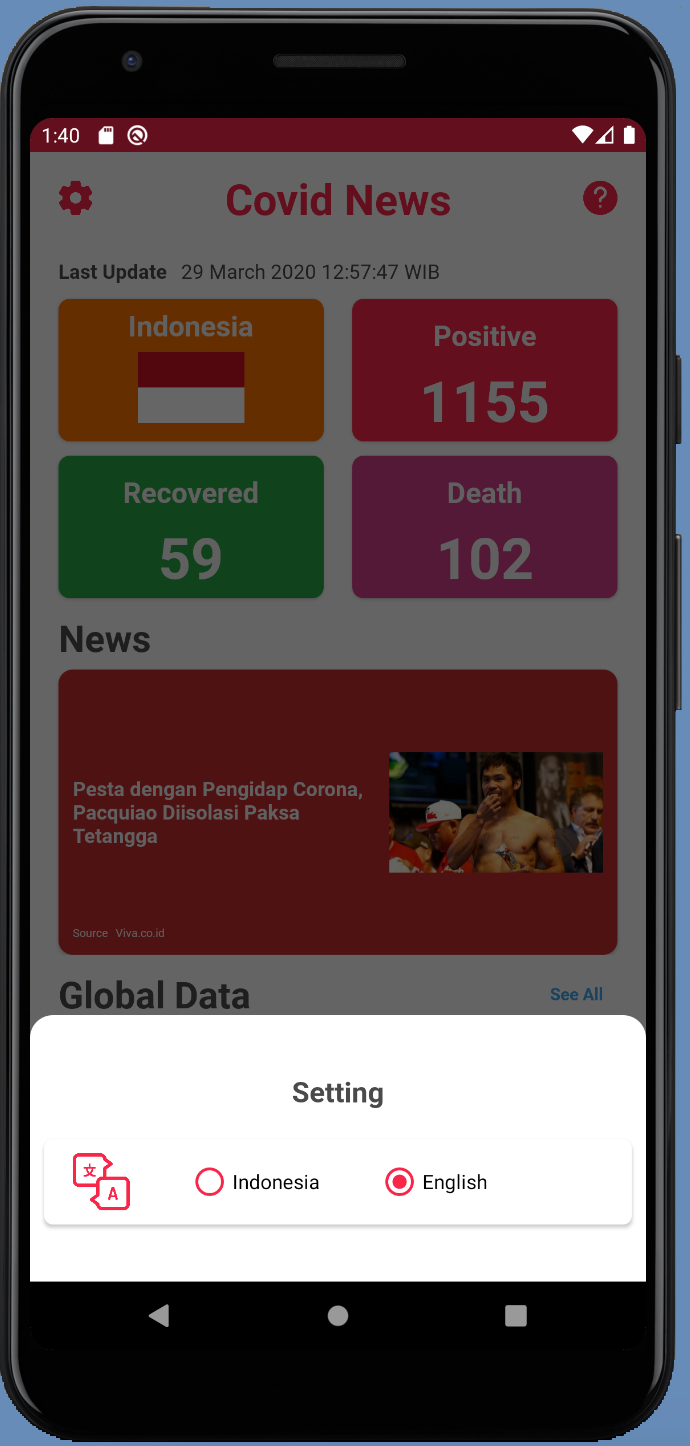 1:40
Covid News
?
Last Update 29 March 2020 12:57:47 WIB
Indonesia
Positive
1155
Recovered
59
Death
102
News
Pesta dengan Pengidap Corona,
Pacquiao Diisolasi Paksa
Tetangga
Source Viva.co.id
Global Data
See All
Setting
文
A
Indonesia
English